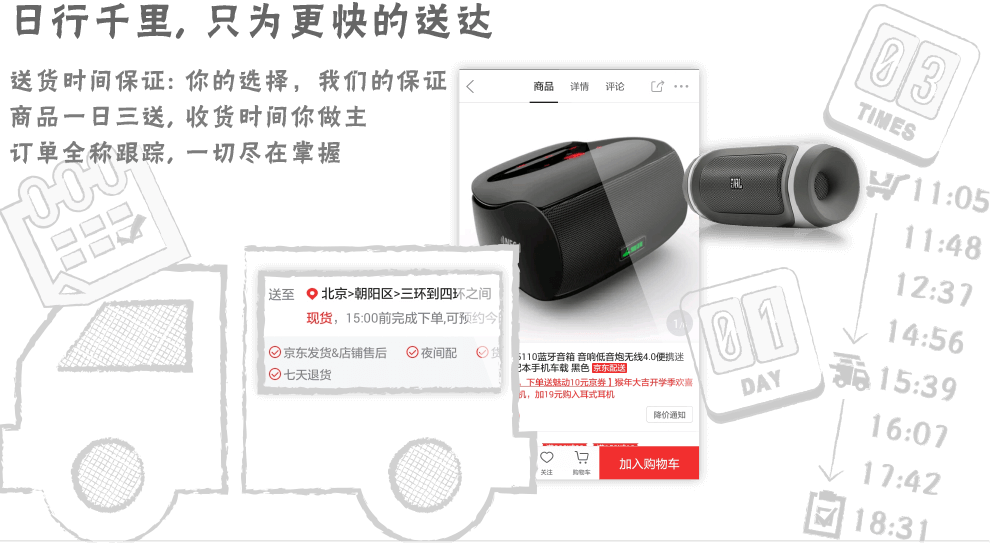 日行千里, 只为更快的送达
送货时间保证: 你的选择，我们的保证
商品一日三送, 收货时间你做主
订单全称跟踪, 一切尽在掌握
商品 详情 评论
JBL
送至 北京>朝阳区>三环到四环之间
现货，15:00前完成下单,可预约今
京东发货&店铺售后 夜间配
七天退货
110蓝牙音箱 音响低音炮无线4.0便携迷
本手机车载 黑色 京东配送
下单送魅动10元京券】猴年大吉开学季欢喜
机，加19元购入耳式耳机
降价通知
关注 购物车 加入购物车
03
TIMES
01
DAY
11:05
11:48
12:37
14:56
15:39
16:07
17:42
18:31